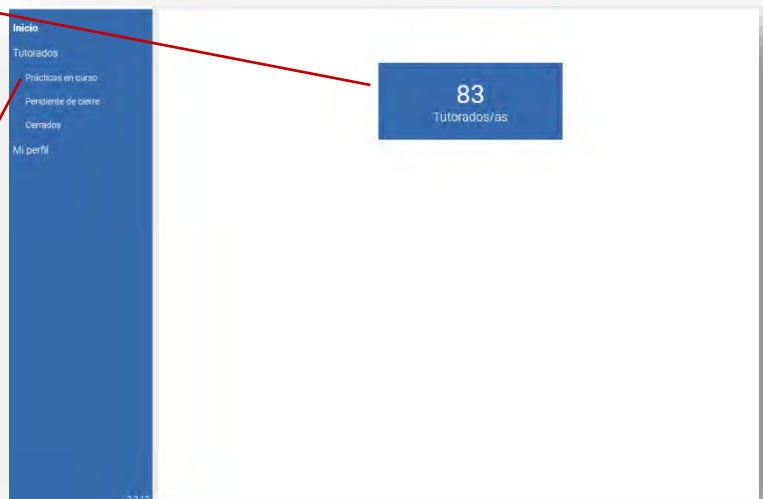 Inicio
Tutorados
Prácticas en curso
Pendiente de cierre
Cerrados
Mi perfil
83
Tutorados/as